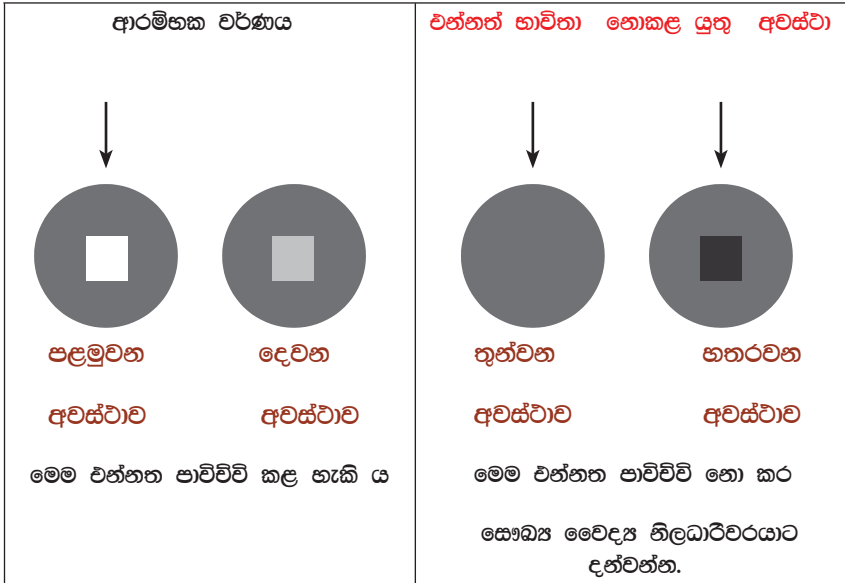 ආරම්භක වර්ණය
පළමුවන දෙවන
අවස්ථාව අවස්ථාව
මෙම එන්නත පාවිච්චි කළ හැකි ය
එන්නත් භාවිතා නොකළ යුතු අවස්ථා
තුන්වන හතරවන
අවස්ථාව අවස්ථාව
මෙම එන්නත පාවිච්චි නො කර
සෞඛ්‍ය වෛද්‍ය නිලධාරීවරයාට
දන්වන්න.